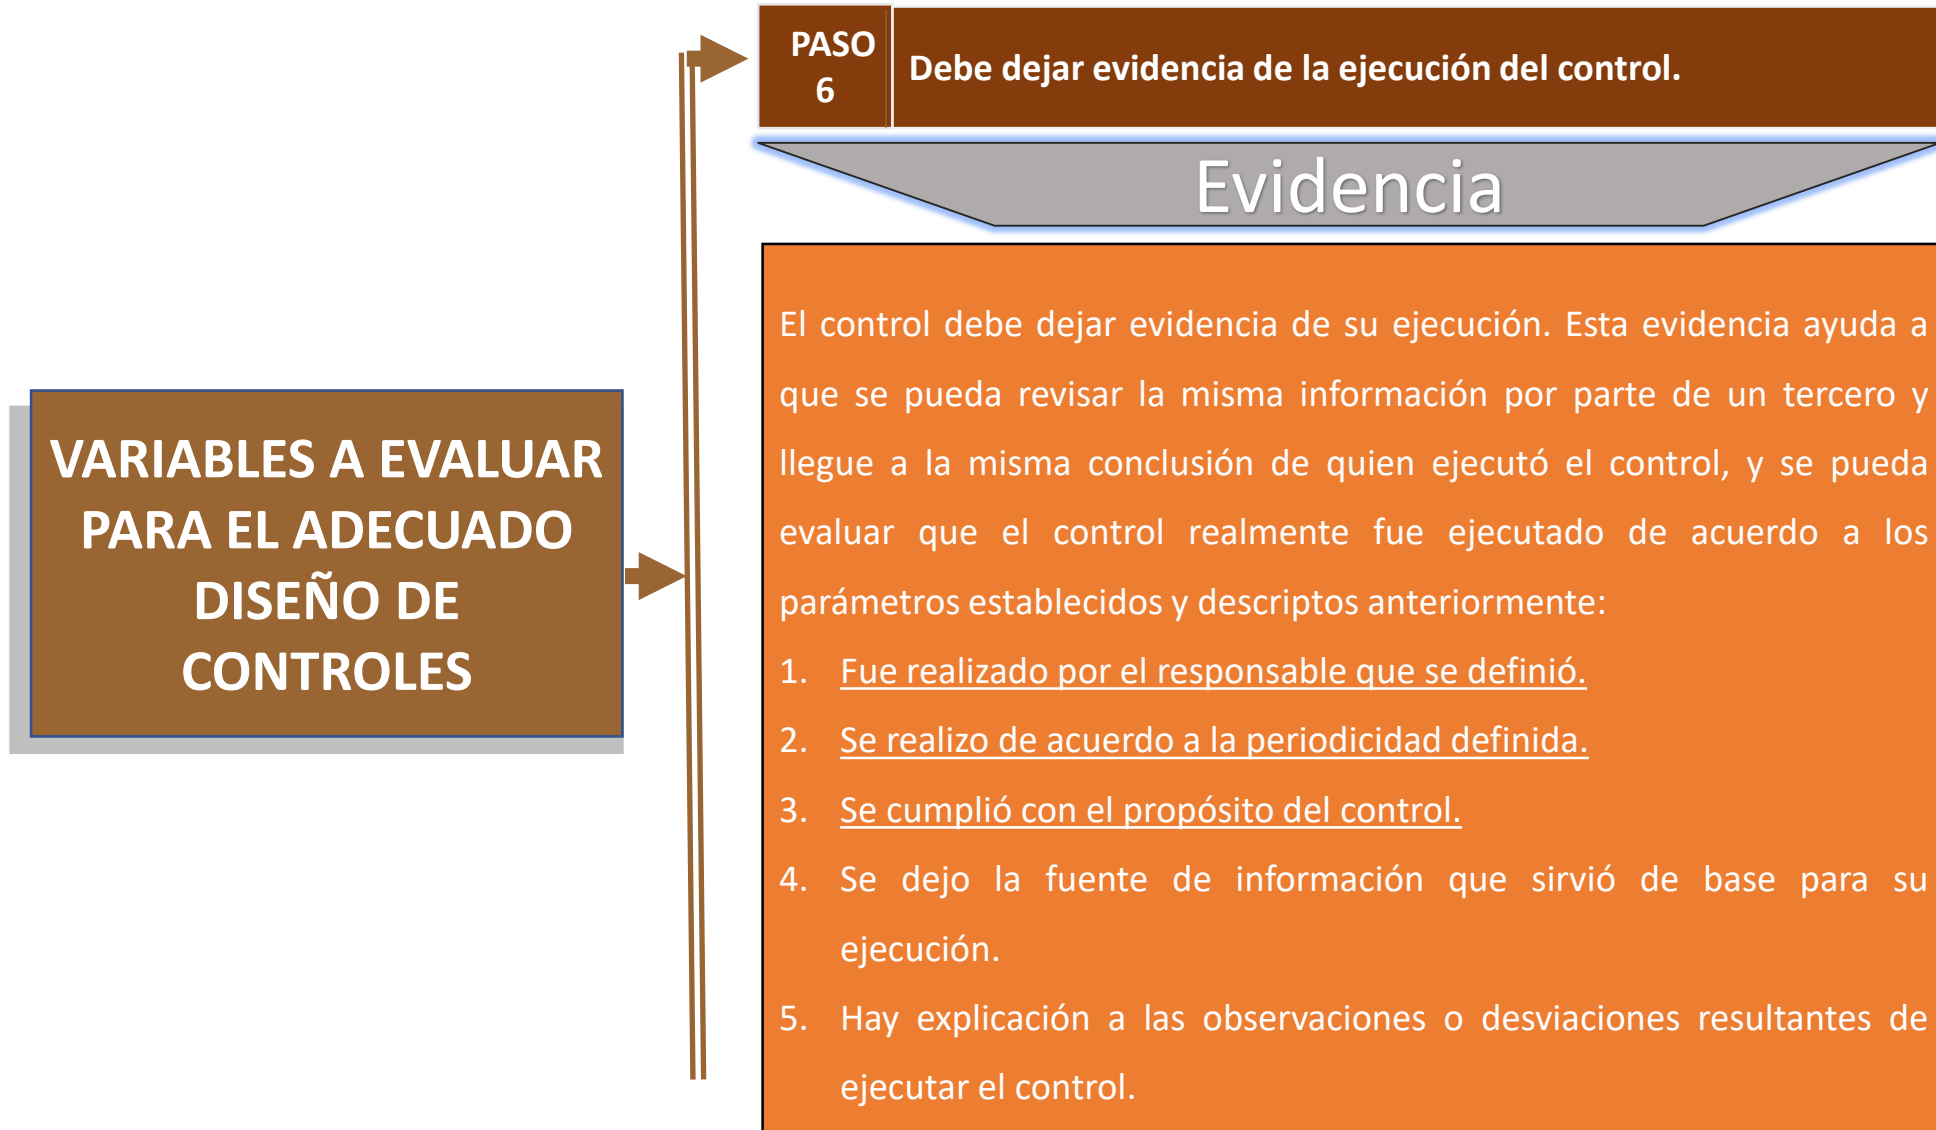 PASO
6
Debe dejar evidencia de la ejecución del control.
Evidencia
VARIABLES A EVALUAR
PARA EL ADECUADO
DISEÑO DE
CONTROLES
El control debe dejar evidencia de su ejecución. Esta evidencia ayuda a
que se pueda revisar la misma información por parte de un tercero y
llegue a la misma conclusión de quien ejecutó el control, y se pueda
evaluar que el control realmente fue ejecutado de acuerdo a los
parámetros establecidos y descriptos anteriormente:
1. Fue realizado por el responsable que se definió.
2. Se realizo de acuerdo a la periodicidad definida.
3. Se cumplió con el propósito del control.
4. Se dejo la fuente de información que sirvió de base para su
ejecución.
5. Hay explicación a las observaciones o desviaciones resultantes de
ejecutar el control.